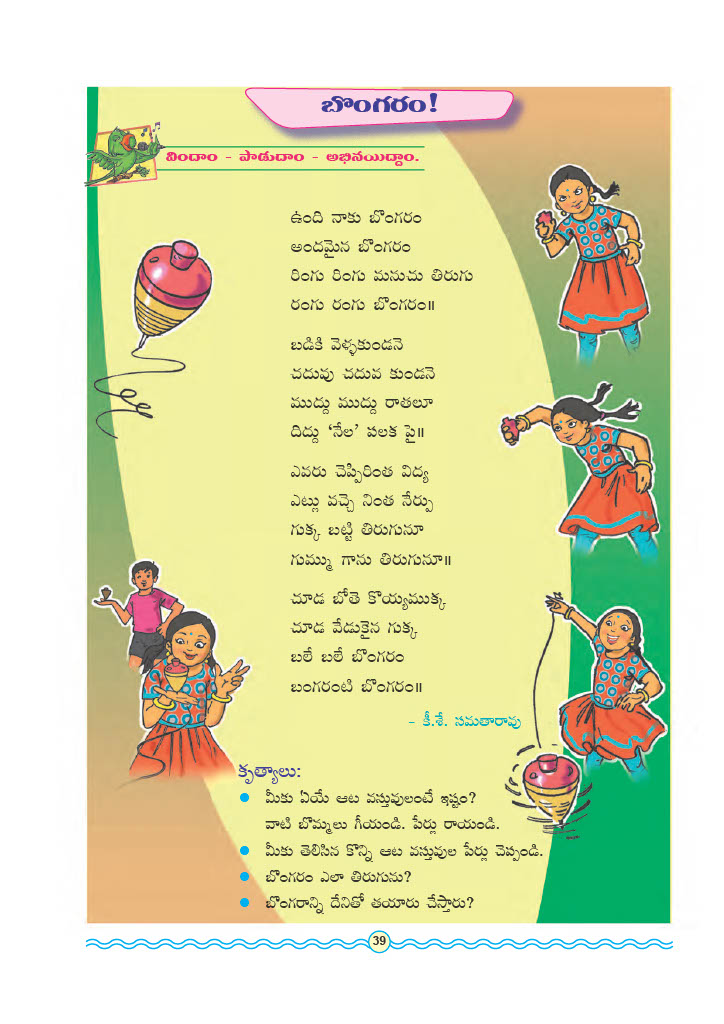 బొంగరం!
విందాం - పాడుదాం - అభినయిద్దాం.
ఉంది నాకు బొంగరం
అందమైన బొంగరం
రింగు రింగు మనుచు తిరుగు
రంగు రంగు బొంగరం॥
బడికి వెళ్ళకుండనె
చదువు చదువ కుండనె
ముద్దు ముద్దు రాతలూ
దిద్దు ‘నేల’ పలక పై॥
ఎవరు చెప్పిరింత విద్య
ఎట్లు వచ్చె నింత నేర్పు
గుక్క బట్టి తిరుగునూ
గుమ్ము గాను తిరుగునూ॥
చూడ బోతె కొయ్యముక్క
చూడ వేడుకైన గుక్క
బలే బలే బొంగరం
బంగరంటి బొంగరం॥
- కీ.శే. సమతారావు
కృత్యాలు:
● మీకు ఏయే ఆట వస్తువులంటే ఇష్టం?
వాటి బొమ్మలు గీయండి. పేర్లు రాయండి.
● మీకు తెలిసిన కొన్ని ఆట వస్తువుల పేర్లు చెప్పండి.
● బొంగరం ఎలా తిరుగును?
● బొంగరాన్ని దేనితో తయారు చేస్తారు?
39